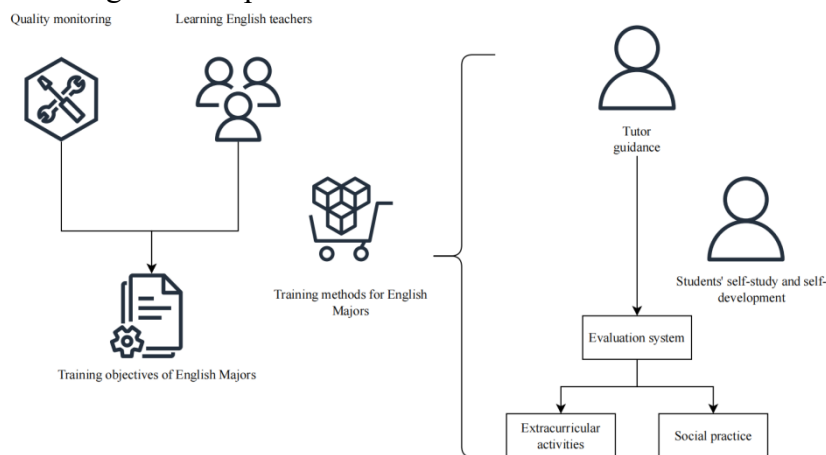 Quality monitoring
Learning English teachers
Tutor
guidance
Students' self-study and self-
development
Training methods for English
Majors
Evaluation system
Training objectives of English Majors
Extracurricular
activities
Social practice